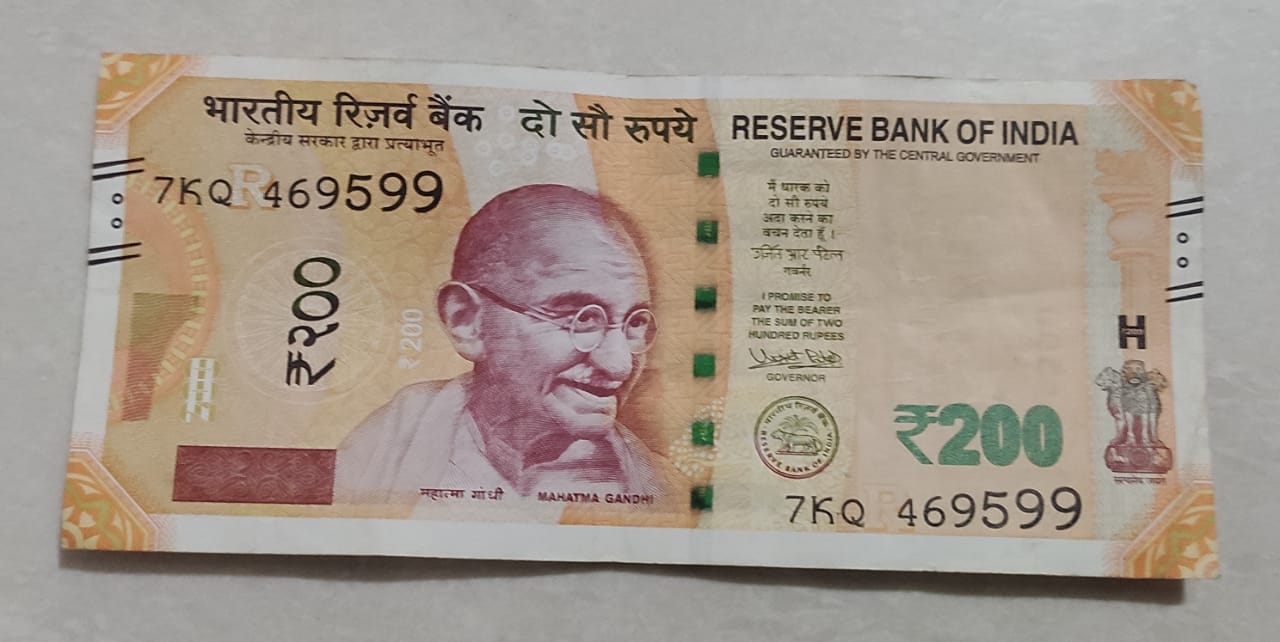 भारतीय रिज़र्व बैंक
केन्द्रीय सरकार द्वारा प्रत्याभूत
दो सौ रुपये
RESERVE BANK OF INDIA
GUARANTEED BY THE CENTRAL GOVERNMENT
7KQ R 469599
₹२००
₹200
मैं धारक को
दो सौ रुपये
अदा करने का
वचन देता हूँ ।
उर्जित आर पटेल
गवर्नर
I PROMISE TO
PAY THE BEARER
THE SUM OF TWO
HUNDRED RUPEES
GOVERNOR
भारतीय रिज़र्व बैंक
RESERVE BANK OF INDIA
₹200
महात्मा गांधी
MAHATMA GANDHI
सत्यमेव जयते
7KQ R 469599